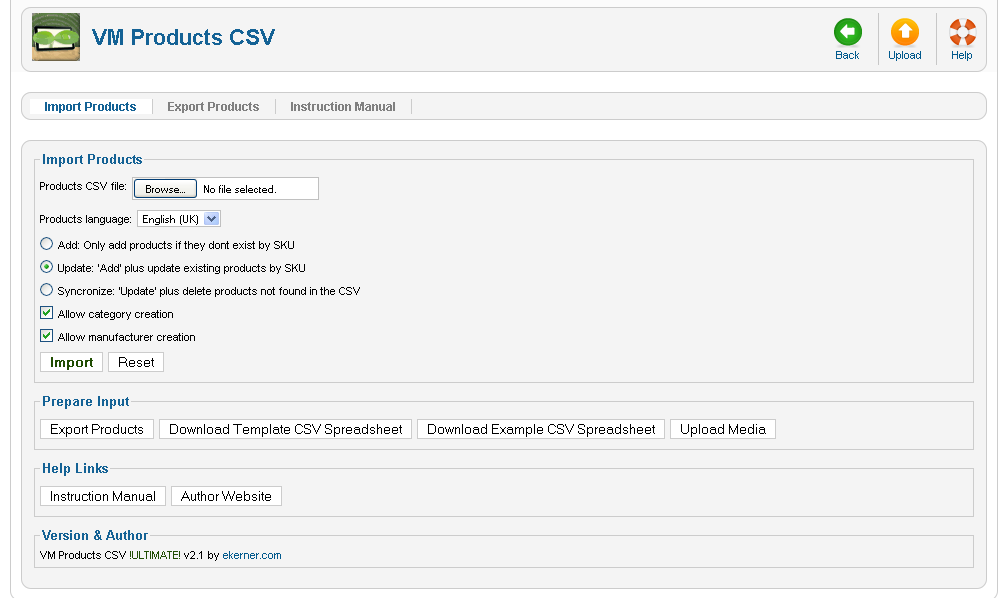 VM Products CSV
Back
Upload
Help
Import Products
Export Products
Instruction Manual
Import Products
Products CSV file: Browse... No file selected.
Products language: English (UK)
Add: Only add products if they dont exist by SKU
Update: 'Add' plus update existing products by SKU
Syncronize: 'Update' plus delete products not found in the CSV
Allow category creation
Allow manufacturer creation
Import Reset
Prepare Input
Export Products Download Template CSV Spreadsheet Download Example CSV Spreadsheet Upload Media
Help Links
Instruction Manual Author Website
Version & Author
VM Products CSV !ULTIMATE! v2.1 by ekerner.com